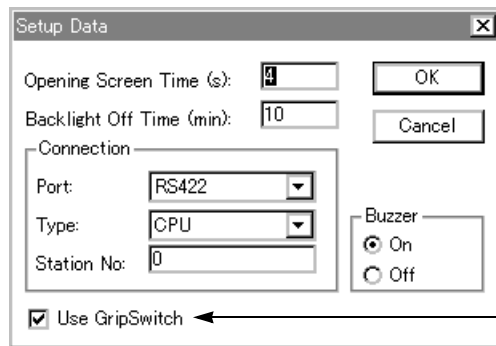 Setup Data
Opening Screen Time (s): 4
OK
Backlight Off Time (min): 10
Cancel
Connection
Port: RS422
Type: CPU
Station No: 0
Buzzer
On
Off
Use GripSwitch